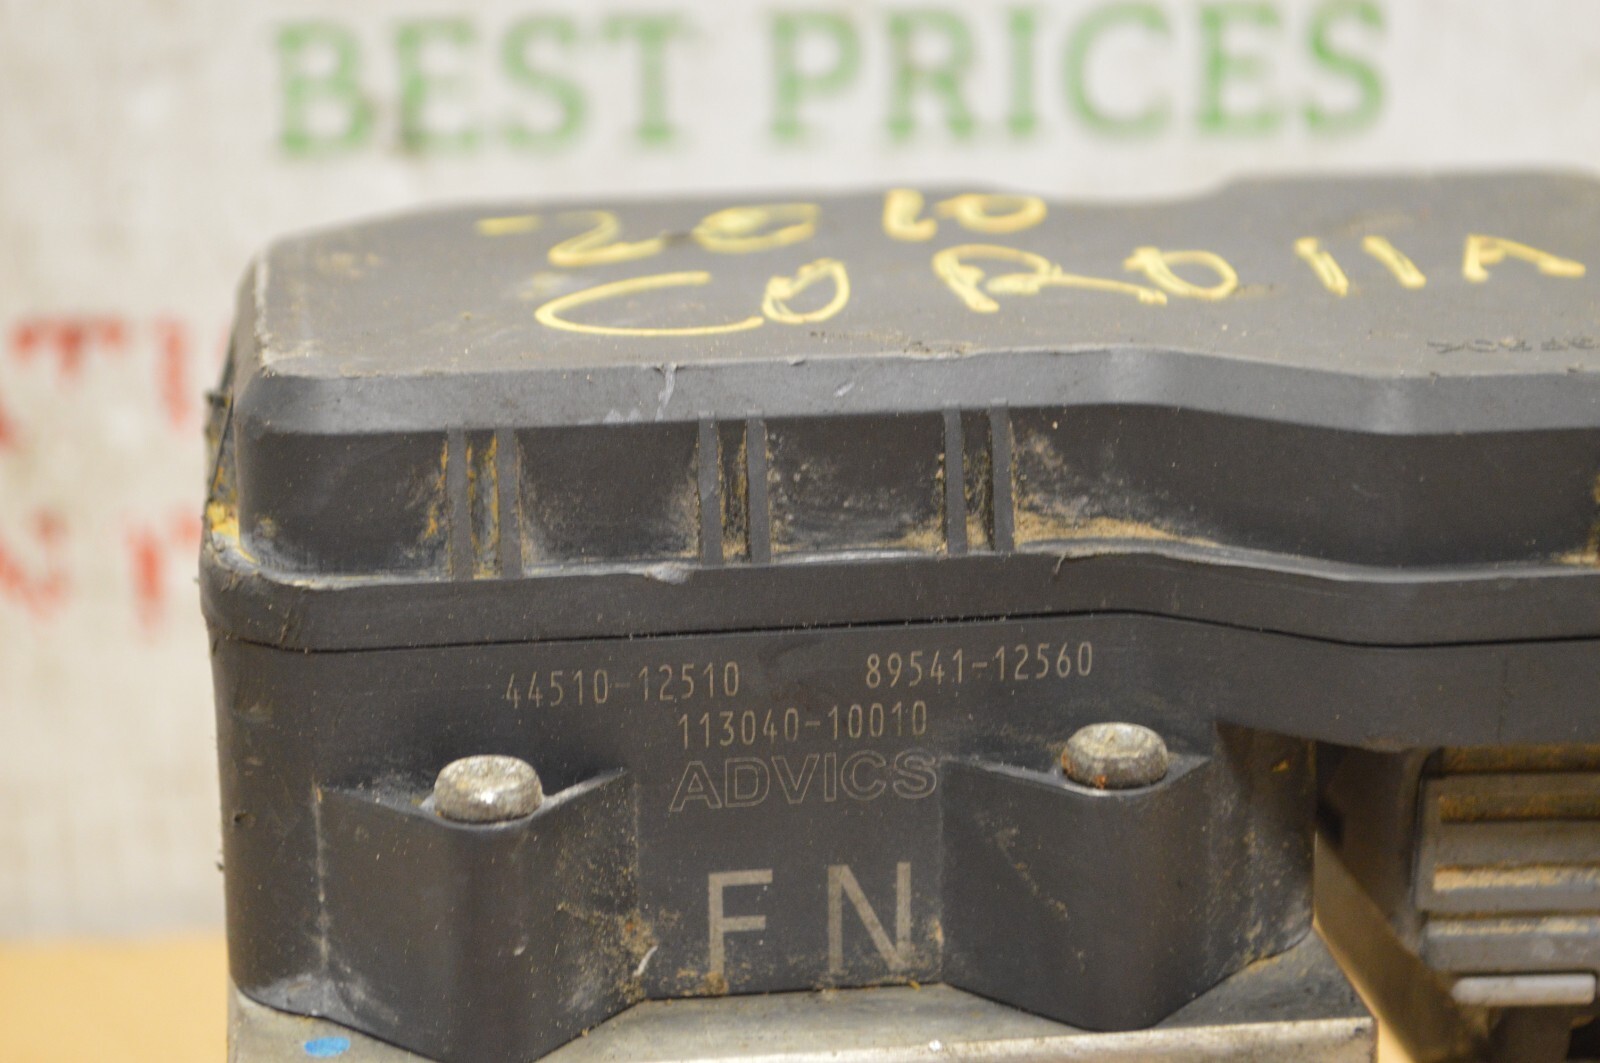 BEST PRICES
2010
COROllA
44510-12510 89541-12560
113040-10010
ADVICS
FN